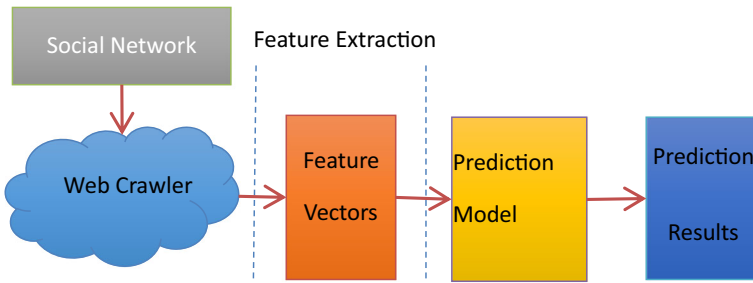 Social Network
Feature Extraction
Web Crawler
Feature
Vectors
Prediction
Model
Prediction
Results